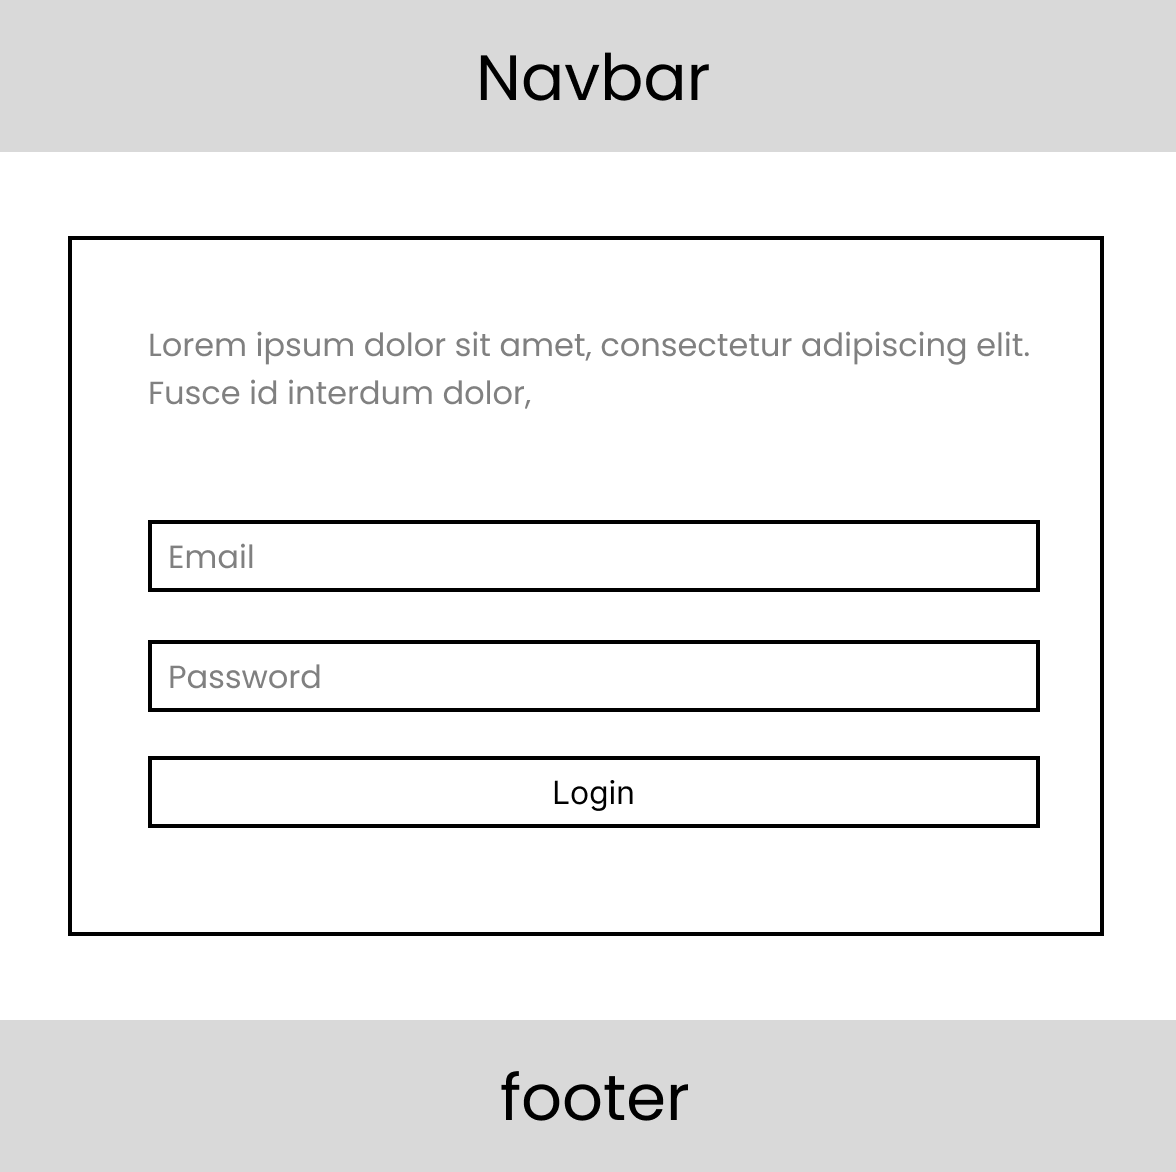 Navbar
Lorem ipsum dolor sit amet, consectetur adipiscing elit.
Fusce id interdum dolor,
Email
Password
Login
footer